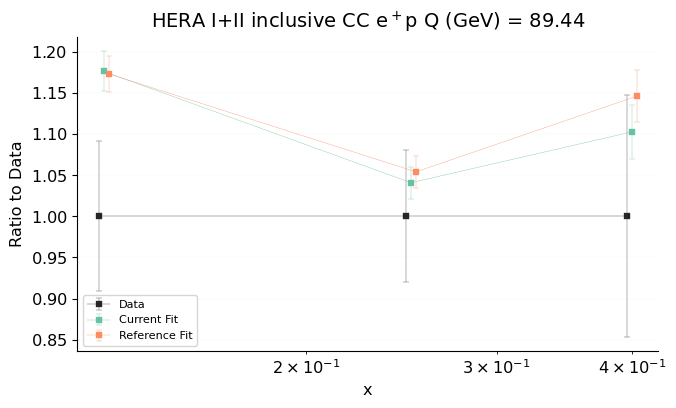 HERA I+II inclusive CC e⁺p Q (GeV) = 89.44
Ratio to Data
1.20
1.15
1.10
1.05
1.00
0.95
0.90
0.85
Data
Current Fit
Reference Fit
2 × 10⁻¹
3 × 10⁻¹
4 × 10⁻¹
x